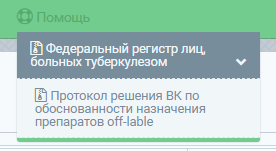 Помощь
Федеральный регистр лиц,
больных туберкулезом
Протокол решения ВК по
обоснованности назначения
препаратов off-lable